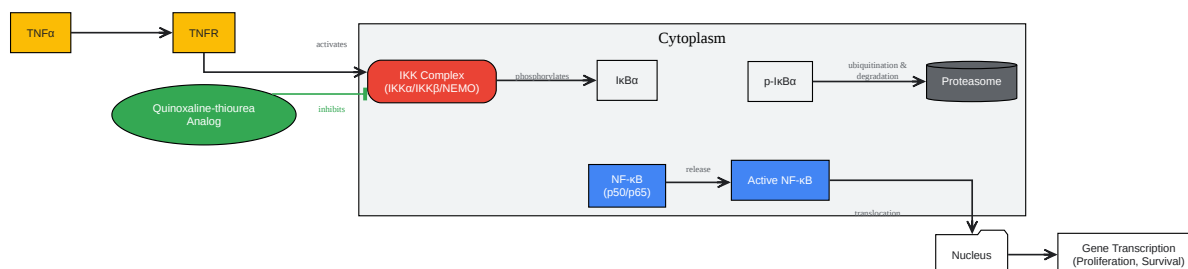 Cytoplasm
TNFα
TNFR
activates
IKK Complex
(IKKα/IKKβ/NEMO)
phosphorylates
IκBα
p-IκBα
ubiquitination &
degradation
Proteasome
Quinoxaline-thiourea
Analog
inhibits
NF-κB
(p50/p65)
release
Active NF-κB
translocation
Nucleus
Gene Transcription
(Proliferation, Survival)